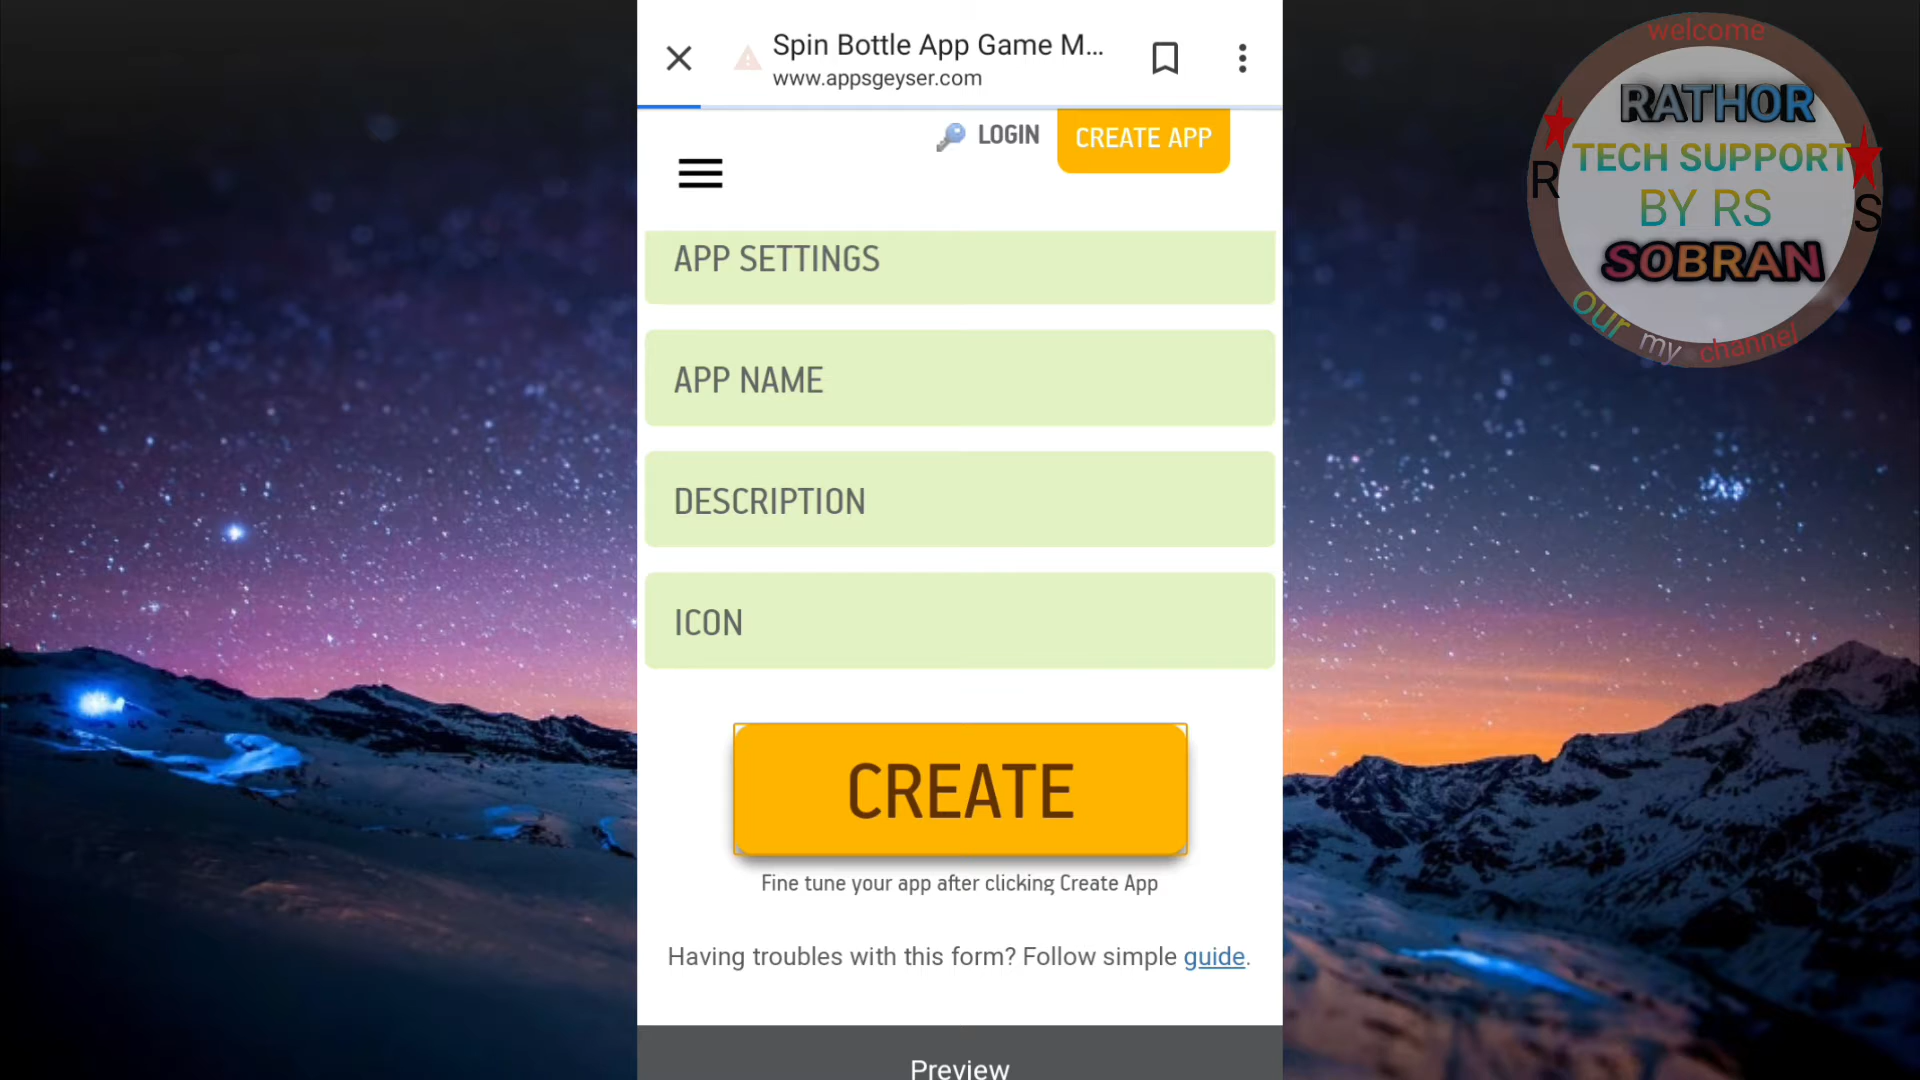 Spin Bottle App Game M...
www.appsgeyser.com
LOGIN
CREATE APP
APP SETTINGS
APP NAME
DESCRIPTION
ICON
CREATE
Fine tune your app after clicking Create App
Having troubles with this form? Follow simple guide.
Preview
welcome
RATHOR
TECH SUPPORT
R
BY RS
S
SOBRAN
our my channel